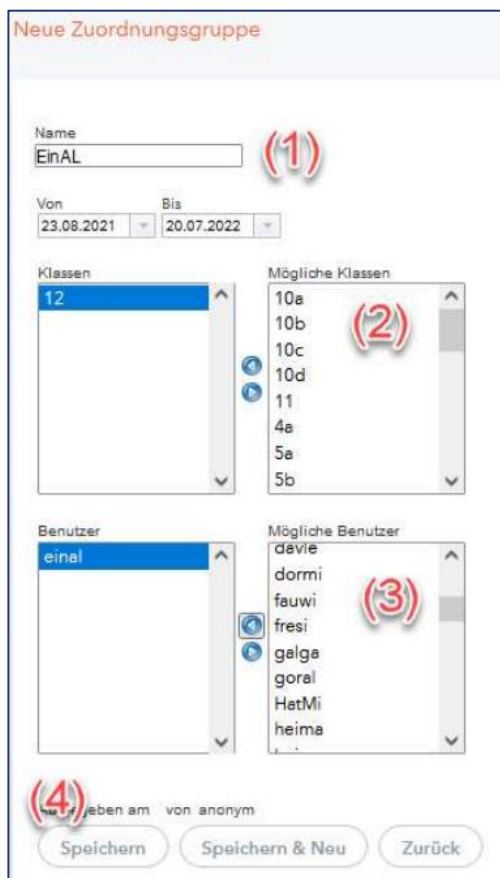 Neue Zuordnungsgruppe
Name
EinAL
(1)
Von Bis
23.08.2021 20.07.2022
Klassen Mögliche Klassen
12
10a
10b
(2)
10c
10d
11
4a
5a
5b
Benutzer Mögliche Benutzer
einal
davie
dormi
fauwi
(3)
fresi
galga
goral
HatMi
heima
(4)
am von anonym
Speichern Speichern & Neu Zurück